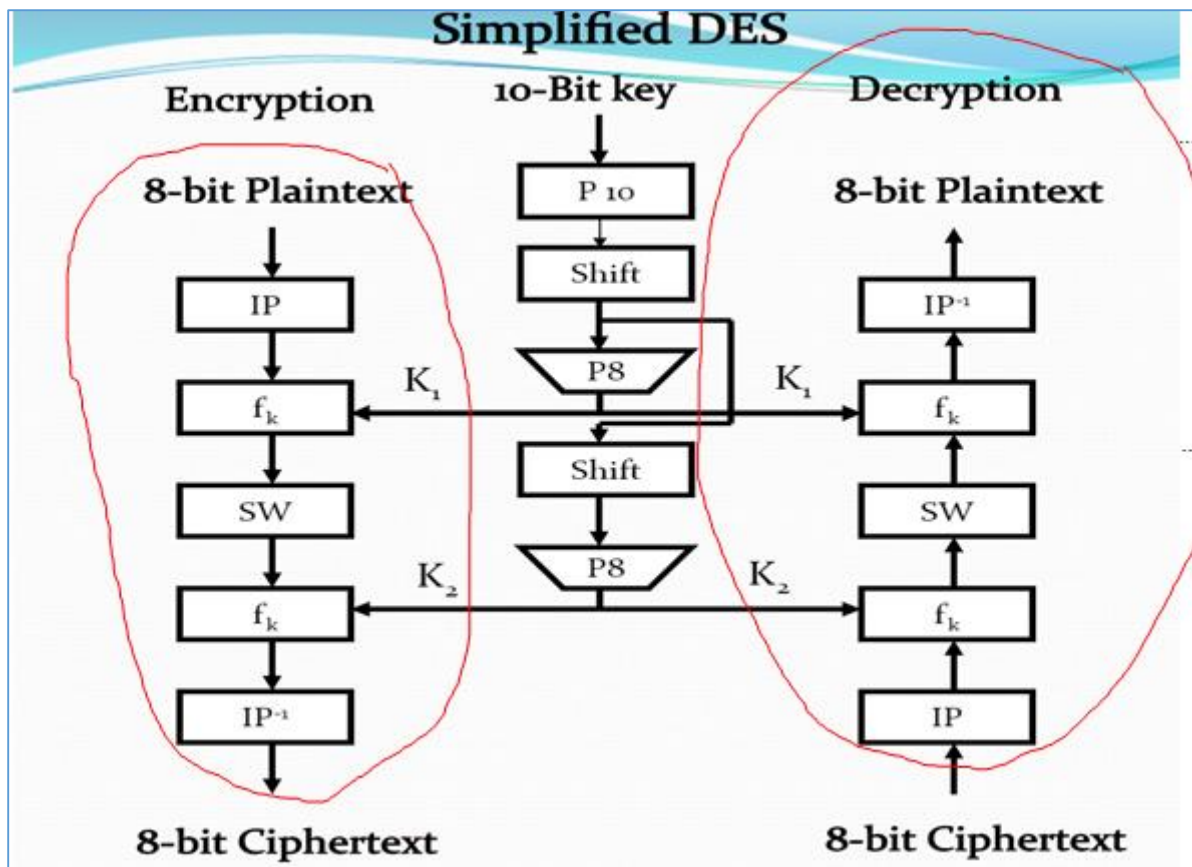 Simplified DES
Encryption
10-Bit key
Decryption
8-bit Plaintext
P 10
8-bit Plaintext
Shift
IP
IP-1
P8
K1
K1
fk
fk
Shift
SW
SW
P8
K2
K2
fk
fk
IP-1
IP
8-bit Ciphertext
8-bit Ciphertext